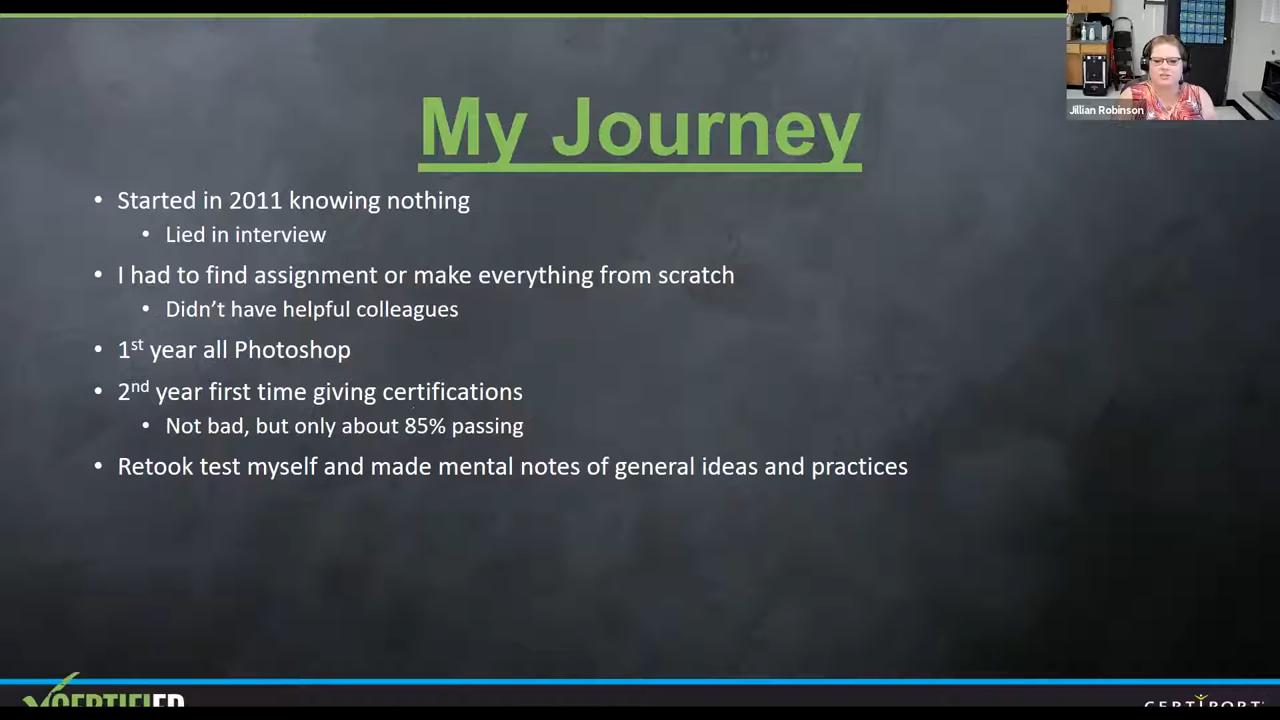 Jillian Robinson
My Journey
• Started in 2011 knowing nothing
• Lied in interview
• I had to find assignment or make everything from scratch
• Didn’t have helpful colleagues
• 1st year all Photoshop
• 2nd year first time giving certifications
• Not bad, but only about 85% passing
• Retook test myself and made mental notes of general ideas and practices
CERTIFIED
CERTIPORT